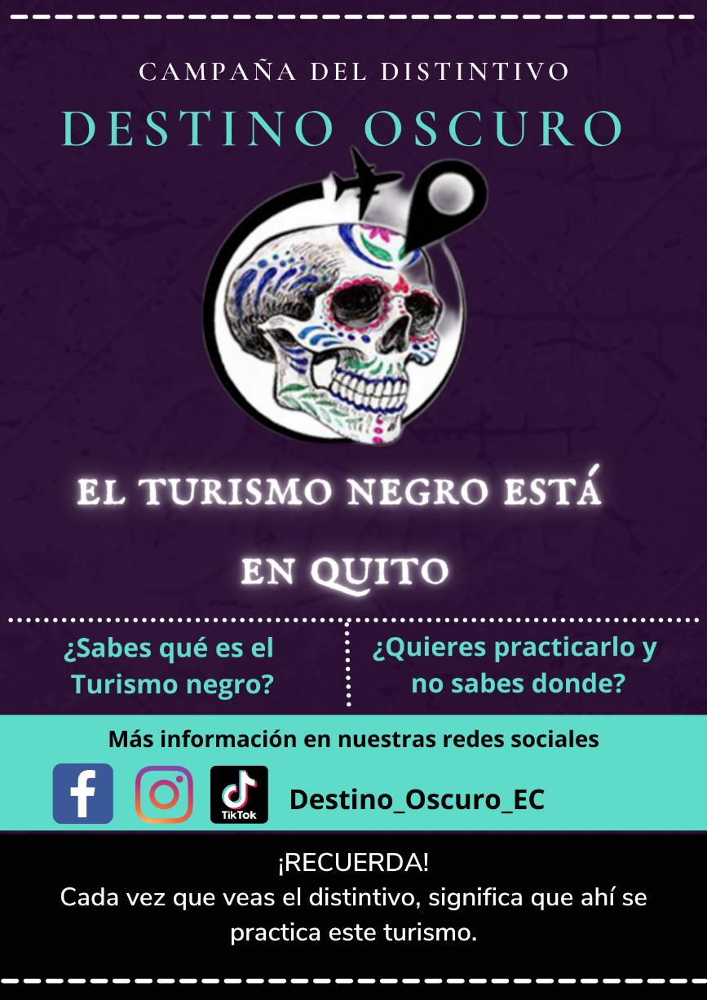 CAMPAÑA DEL DISTINTIVO
DESTINO OSCURO
EL TURISMO NEGRO ESTÁ
EN QUITO
¿Sabes qué es el
Turismo negro?
¿Quieres practicarlo y
no sabes donde?
Más información en nuestras redes sociales
TikTok
Destino_Oscuro_EC
¡RECUERDA!
Cada vez que veas el distintivo, significa que ahí se
practica este turismo.